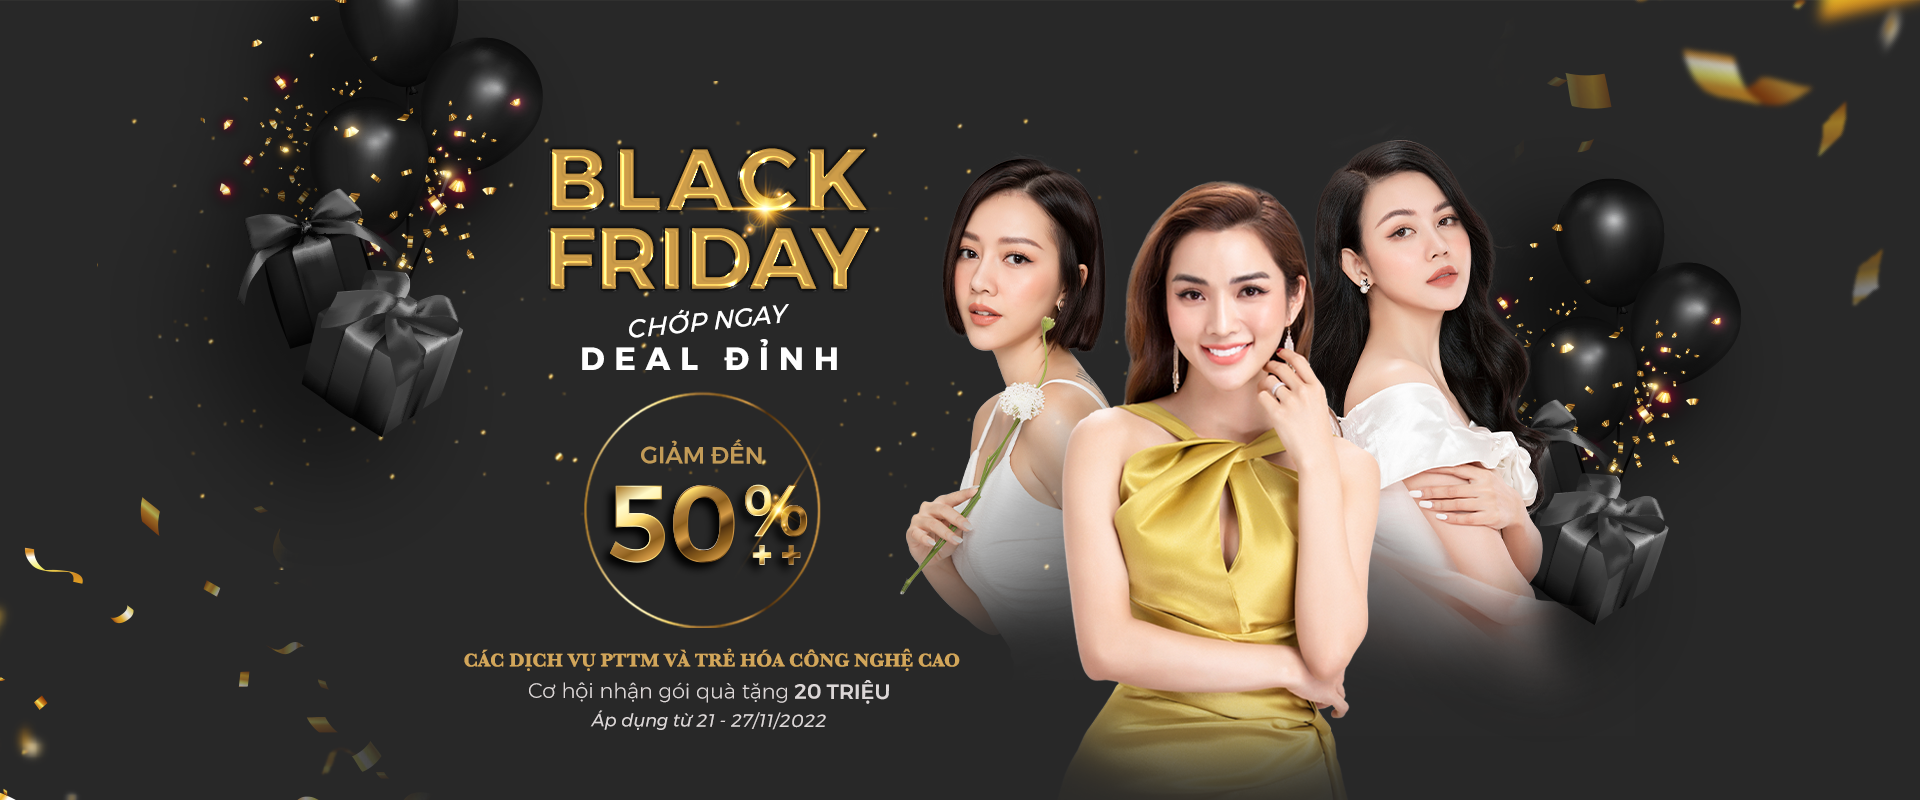 BLACK
FRIDAY
CHỚP NGAY
DEAL ĐỈNH
GIẢM ĐẾN
50%++
CÁC DỊCH VỤ PTTM VÀ TRẺ HÓA CÔNG NGHỆ CAO
Cơ hội nhận gói quà tặng 20 TRIỆU
Áp dụng từ 21 - 27/11/2022